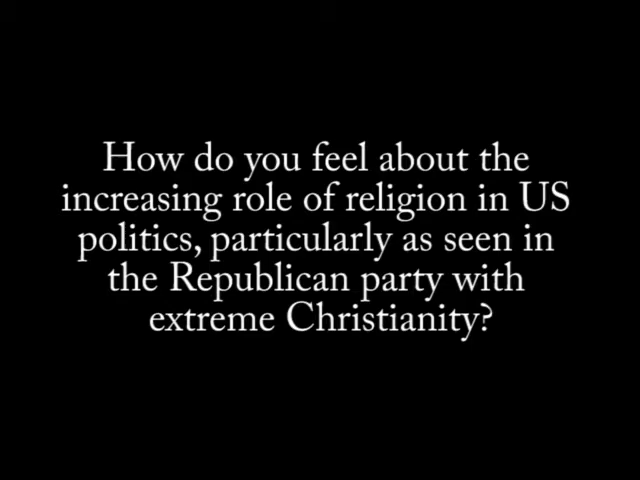 How do you feel about the
increasing role of religion in US
politics, particularly as seen in
the Republican party with
extreme Christianity?